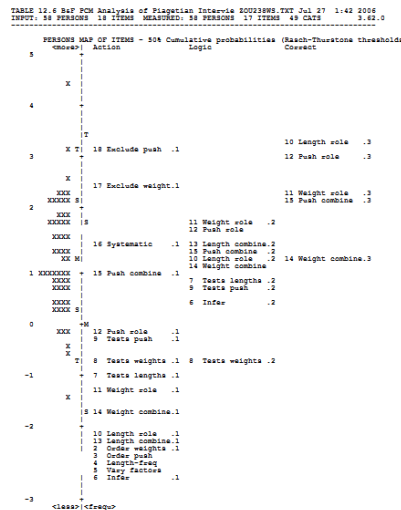 TABLE 12.6 B&F PCM Analysis of Piagetian Intervie ZOU238WS.TXT Jul 27 1:42 2006
INPUT: 58 PERSONS 18 ITEMS MEASURED: 58 PERSONS 17 ITEMS 49 CATS 3.62.0
PERSONS MAP OF ITEMS - 50% Cumulative probabilities (Rasch-Thurstone thresholds
<more>| Action Logic Correct
5 +
X |
4 +
|T
| 10 Length role .3
X T| 18 Exclude push .1
3 + 12 Push role .3
X |
| 17 Exclude weight.1
XXX | 11 Weight role .3
XXXXX S| 15 Push combine .3
2 +
XXX |
XXXXX |S 11 Weight role .2
| 12 Push role
XXXX |
| 16 Systematic .1 13 Length combine.2
XXXX | 15 Push combine .2
XX M| 10 Length role .2 14 Weight combine.3
| 14 Weight combine
1 XXXXXXX + 15 Push combine .1
XXXX | 7 Tests lengths .2
XXXX | 9 Tests push .2
XXXX | 6 Infer .2
XXXX S|
0 +M
XXX | 12 Push role .1
| 9 Tests push .1
X |
X |
T| 8 Tests weights .1 8 Tests weights .2
-1 + 7 Tests lengths .1
| 11 Weight role .1
X |
|S 14 Weight combine.1
-2 +
| 10 Length role .1
| 13 Length combine.1
| 2 Order weights .1
| 3 Order push
| 4 Length-freq
| 5 Vary factors
| 6 Infer .1
-3 +
<less>|<frequ>